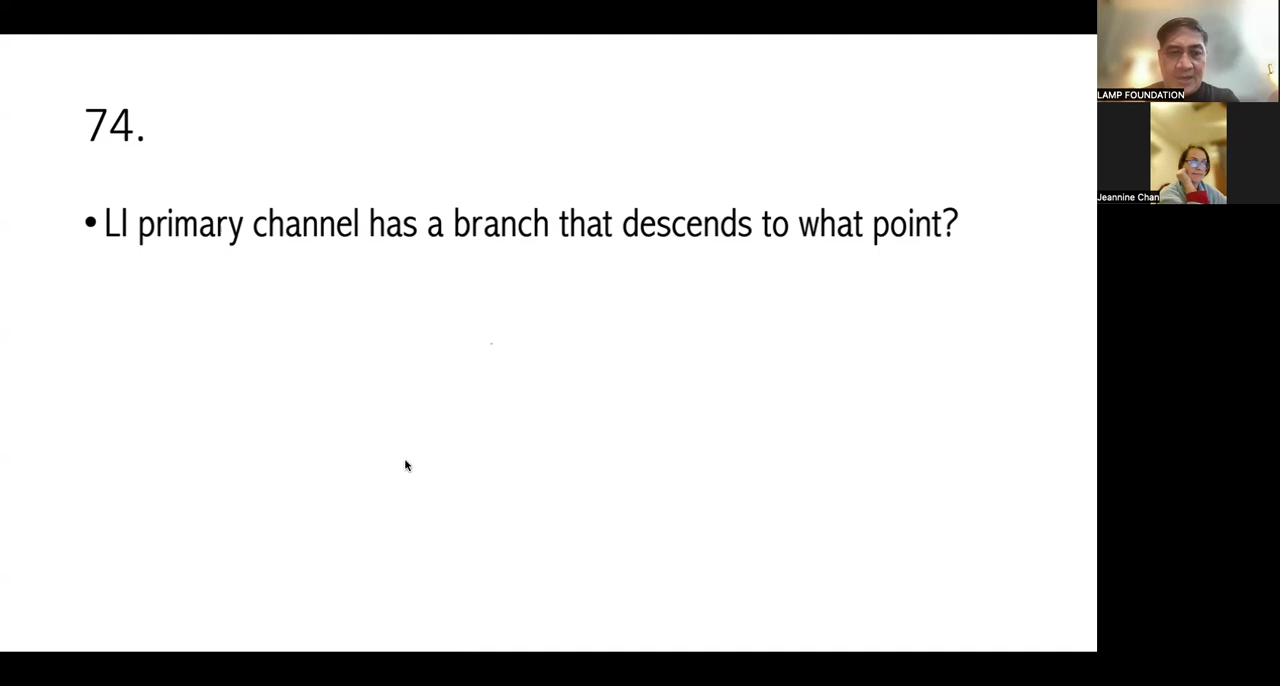 74.
• LI primary channel has a branch that descends to what point?
LAMP FOUNDATION
Jeannine Chan